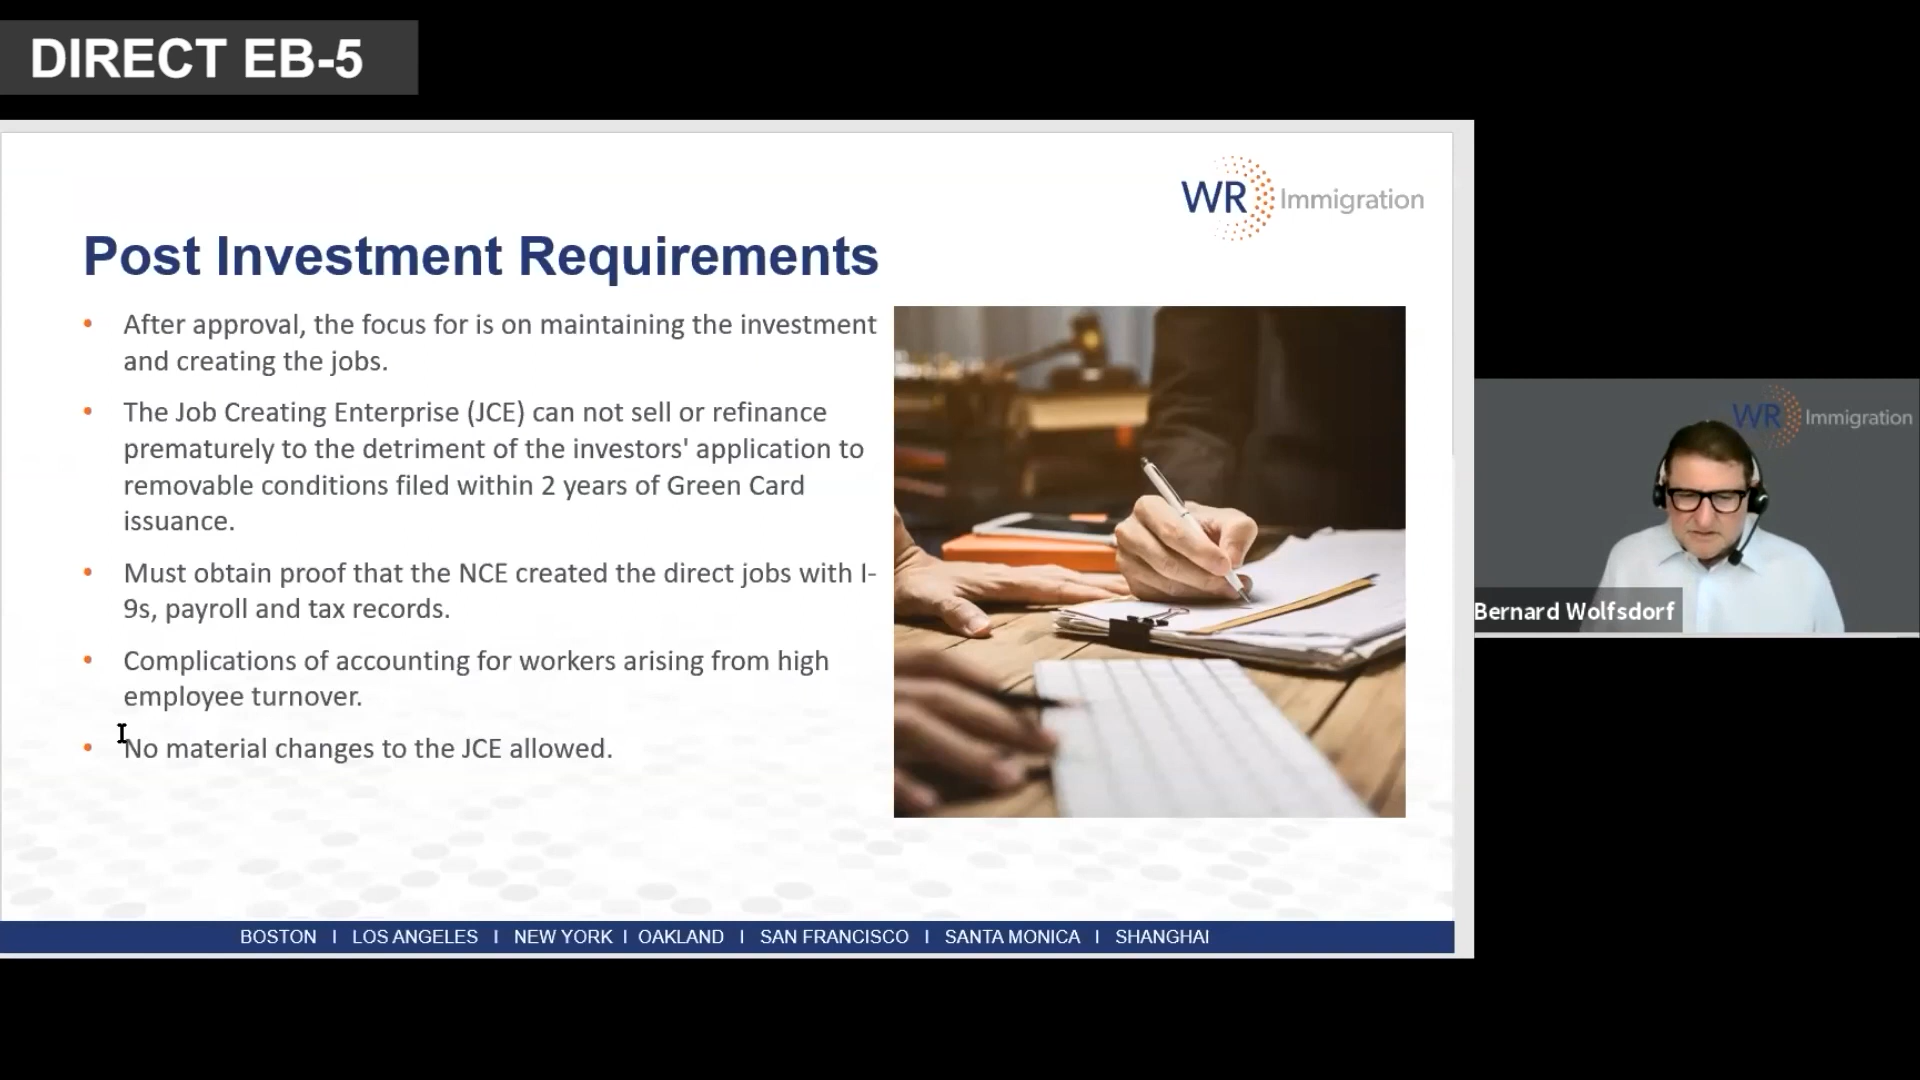 DIRECT EB-5
WR Immigration
Post Investment Requirements
• After approval, the focus for is on maintaining the investment
and creating the jobs.
• The Job Creating Enterprise (JCE) can not sell or refinance
prematurely to the detriment of the investors' application to
removable conditions filed within 2 years of Green Card
issuance.
• Must obtain proof that the NCE created the direct jobs with I-
9s, payroll and tax records.
• Complications of accounting for workers arising from high
employee turnover.
• No material changes to the JCE allowed.
WR Immigration
Bernard Wolfsdorf
BOSTON I LOS ANGELES I NEW YORK I OAKLAND I SAN FRANCISCO I SANTA MONICA I SHANGHAI